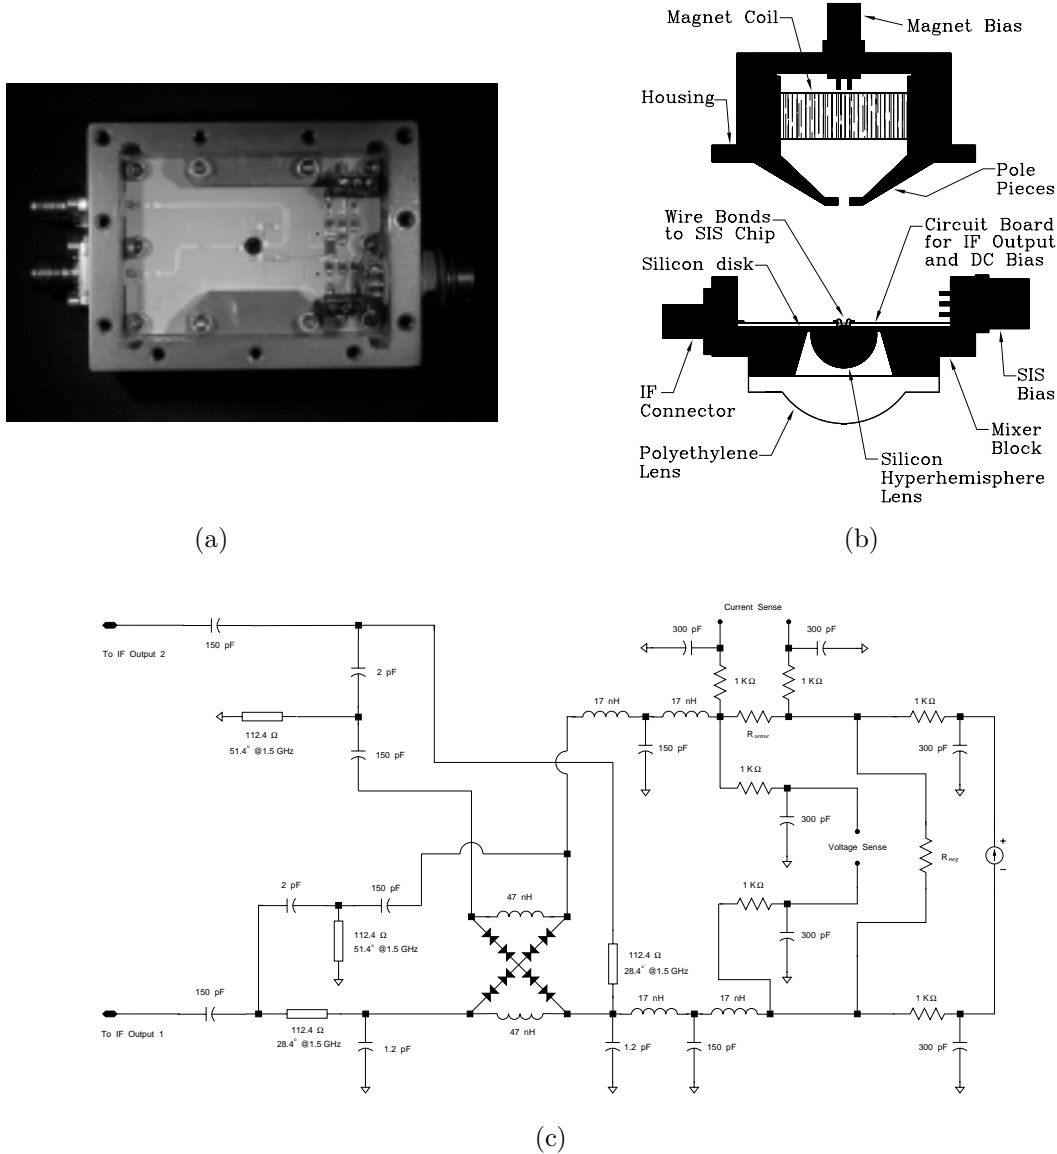 Magnet Coil
Magnet Bias
Housing
Pole
Pieces
Wire Bonds
to SIS Chip
Circuit Board
for IF Output
and DC Bias
Silicon disk
IF
Connector
SIS
Bias
Mixer
Block
Polyethylene
Lens
Silicon
Hyperhemisphere
Lens
(a)
(b)
Current Sense
300 pF
300 pF
150 pF
To IF Output 2
2 pF
1 KΩ
1 KΩ
17 nH
17 nH
1 KΩ
112.4 Ω
51.4° @1.5 GHz
R sense
150 pF
150 pF
300 pF
1 KΩ
300 pF
Voltage Sense
+
−
R neg
2 pF
150 pF
47 nH
1 KΩ
112.4 Ω
51.4° @1.5 GHz
300 pF
112.4 Ω
28.4° @1.5 GHz
150 pF
17 nH
17 nH
1 KΩ
To IF Output 1
112.4 Ω
28.4° @1.5 GHz
47 nH
1.2 pF
1.2 pF
150 pF
300 pF
(c)